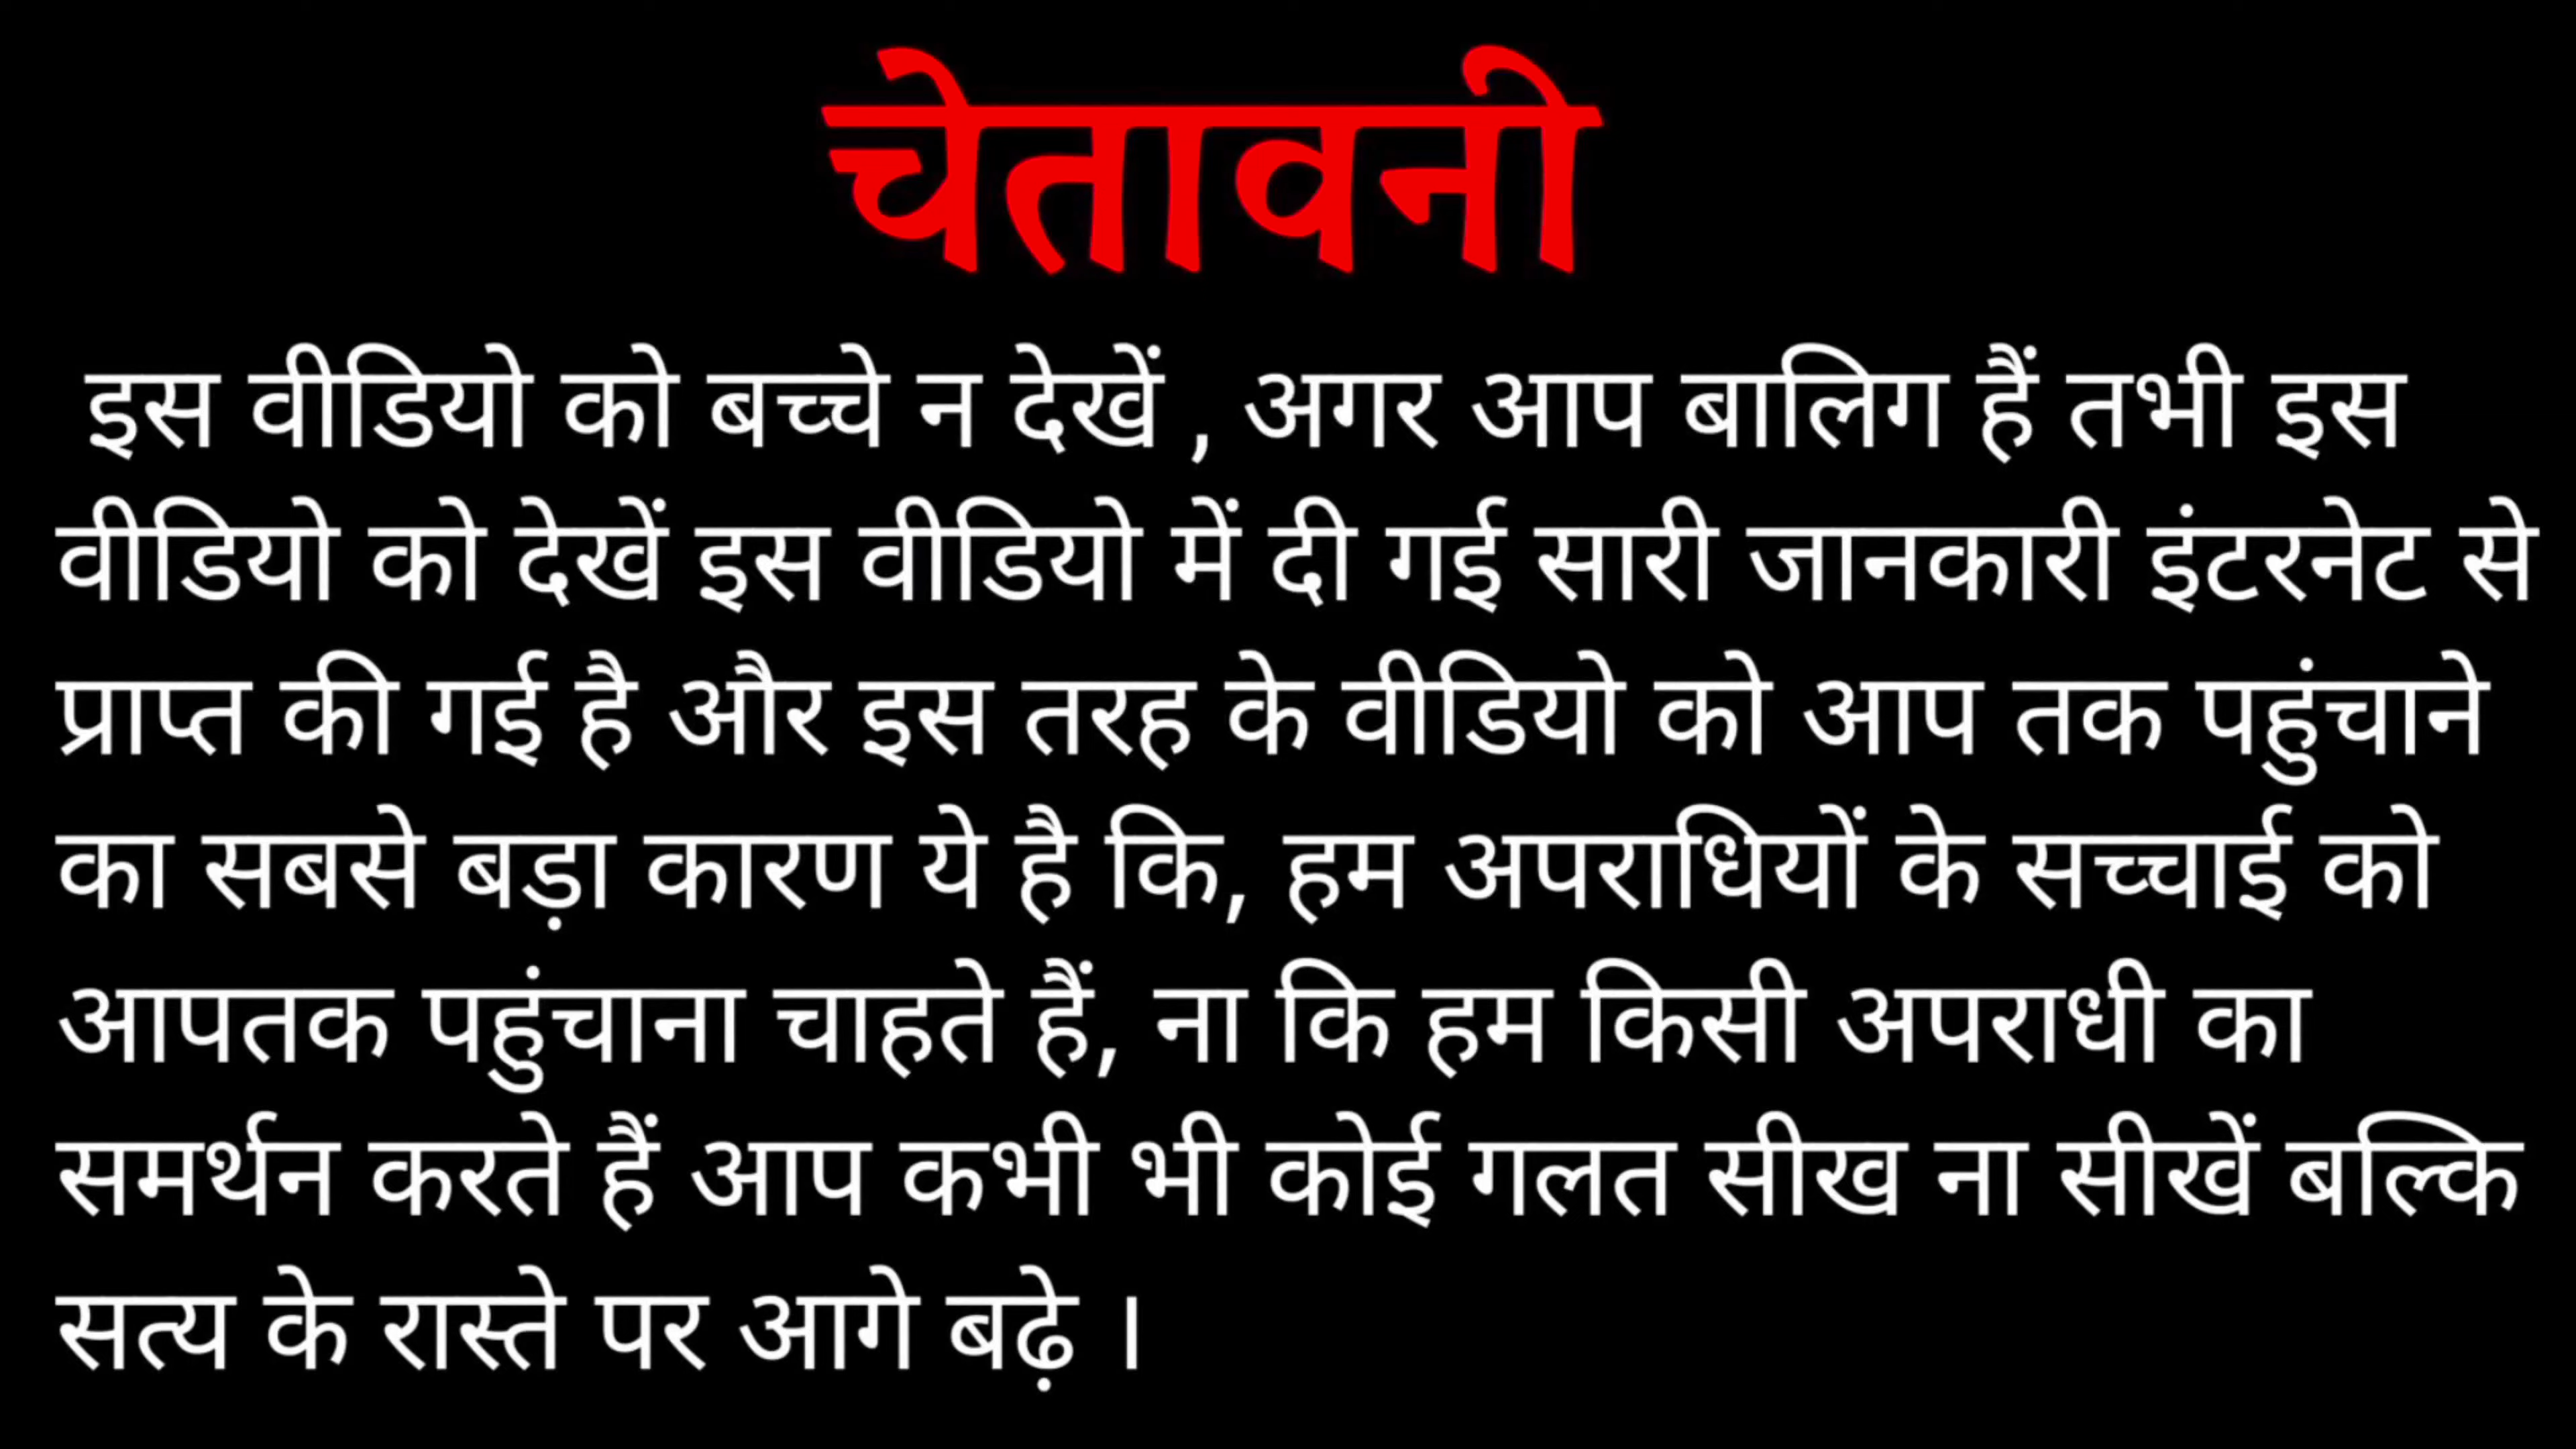 चेतावनी
इस वीडियो को बच्चे न देखें , अगर आप बालिग हैं तभी इस
वीडियो को देखें इस वीडियो में दी गई सारी जानकारी इंटरनेट से
प्राप्त की गई है और इस तरह के वीडियो को आप तक पहुंचाने
का सबसे बड़ा कारण ये है कि, हम अपराधियों के सच्चाई को
आपतक पहुंचाना चाहते हैं, ना कि हम किसी अपराधी का
समर्थन करते हैं आप कभी भी कोई गलत सीख ना सीखें बल्कि
सत्य के रास्ते पर आगे बढ़े ।